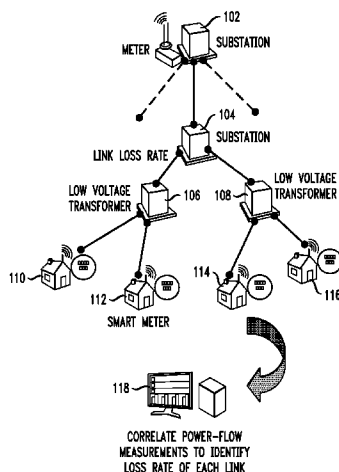 102
METER
SUBSTATION
104
SUBSTATION
LINK LOSS RATE
LOW VOLTAGE
TRANSFORMER
106
108
LOW VOLTAGE
TRANSFORMER
110
112
114
116
SMART METER
118
CORRELATE POWER-FLOW
MEASUREMENTS TO IDENTIFY
LOSS RATE OF EACH LINK